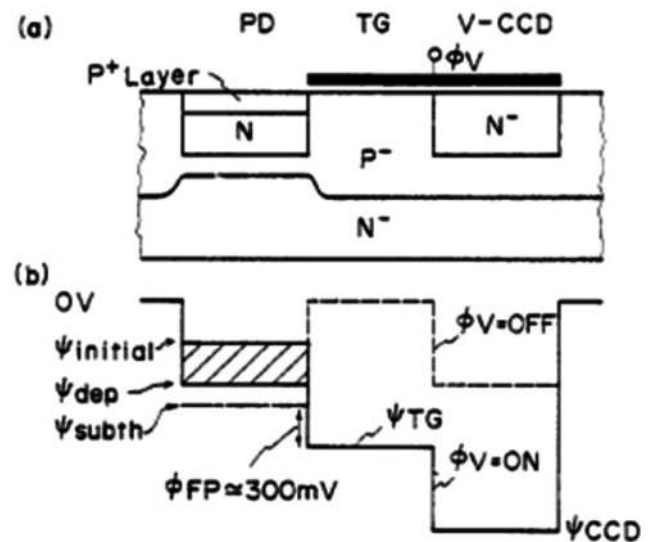 (a)
PD TG V-CCD
ϕV
P⁺ Layer
N
N⁻
P⁻
N⁻
(b)
0V
ψinitial
ψdep
ψsubth
ϕV=OFF
ψTG
ϕFP≃300mV
ϕV=ON
ψCCD